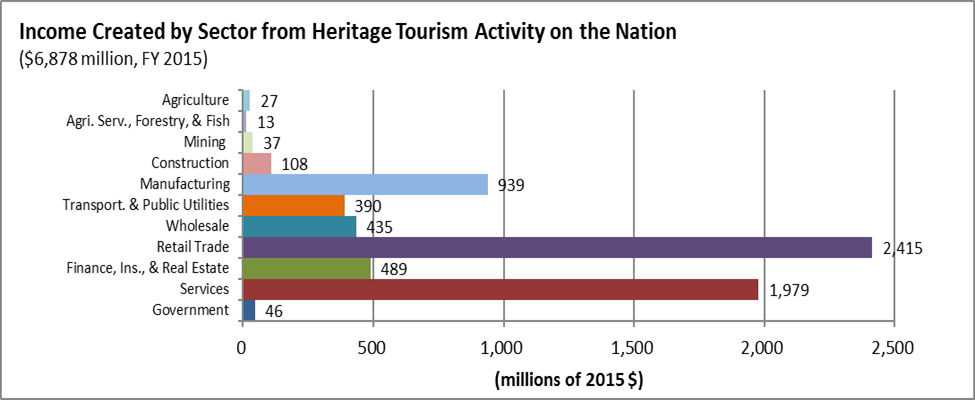 Income Created by Sector from Heritage Tourism Activity on the Nation
($6,878 million, FY 2015)
Agriculture 27
Agri. Serv., Forestry, & Fish 13
Mining 37
Construction 108
Manufacturing 939
Transport. & Public Utilities 390
Wholesale 435
Retail Trade 2,415
Finance, Ins., & Real Estate 489
Services 1,979
Government 46
0 500 1,000 1,500 2,000 2,500
(millions of 2015 $)